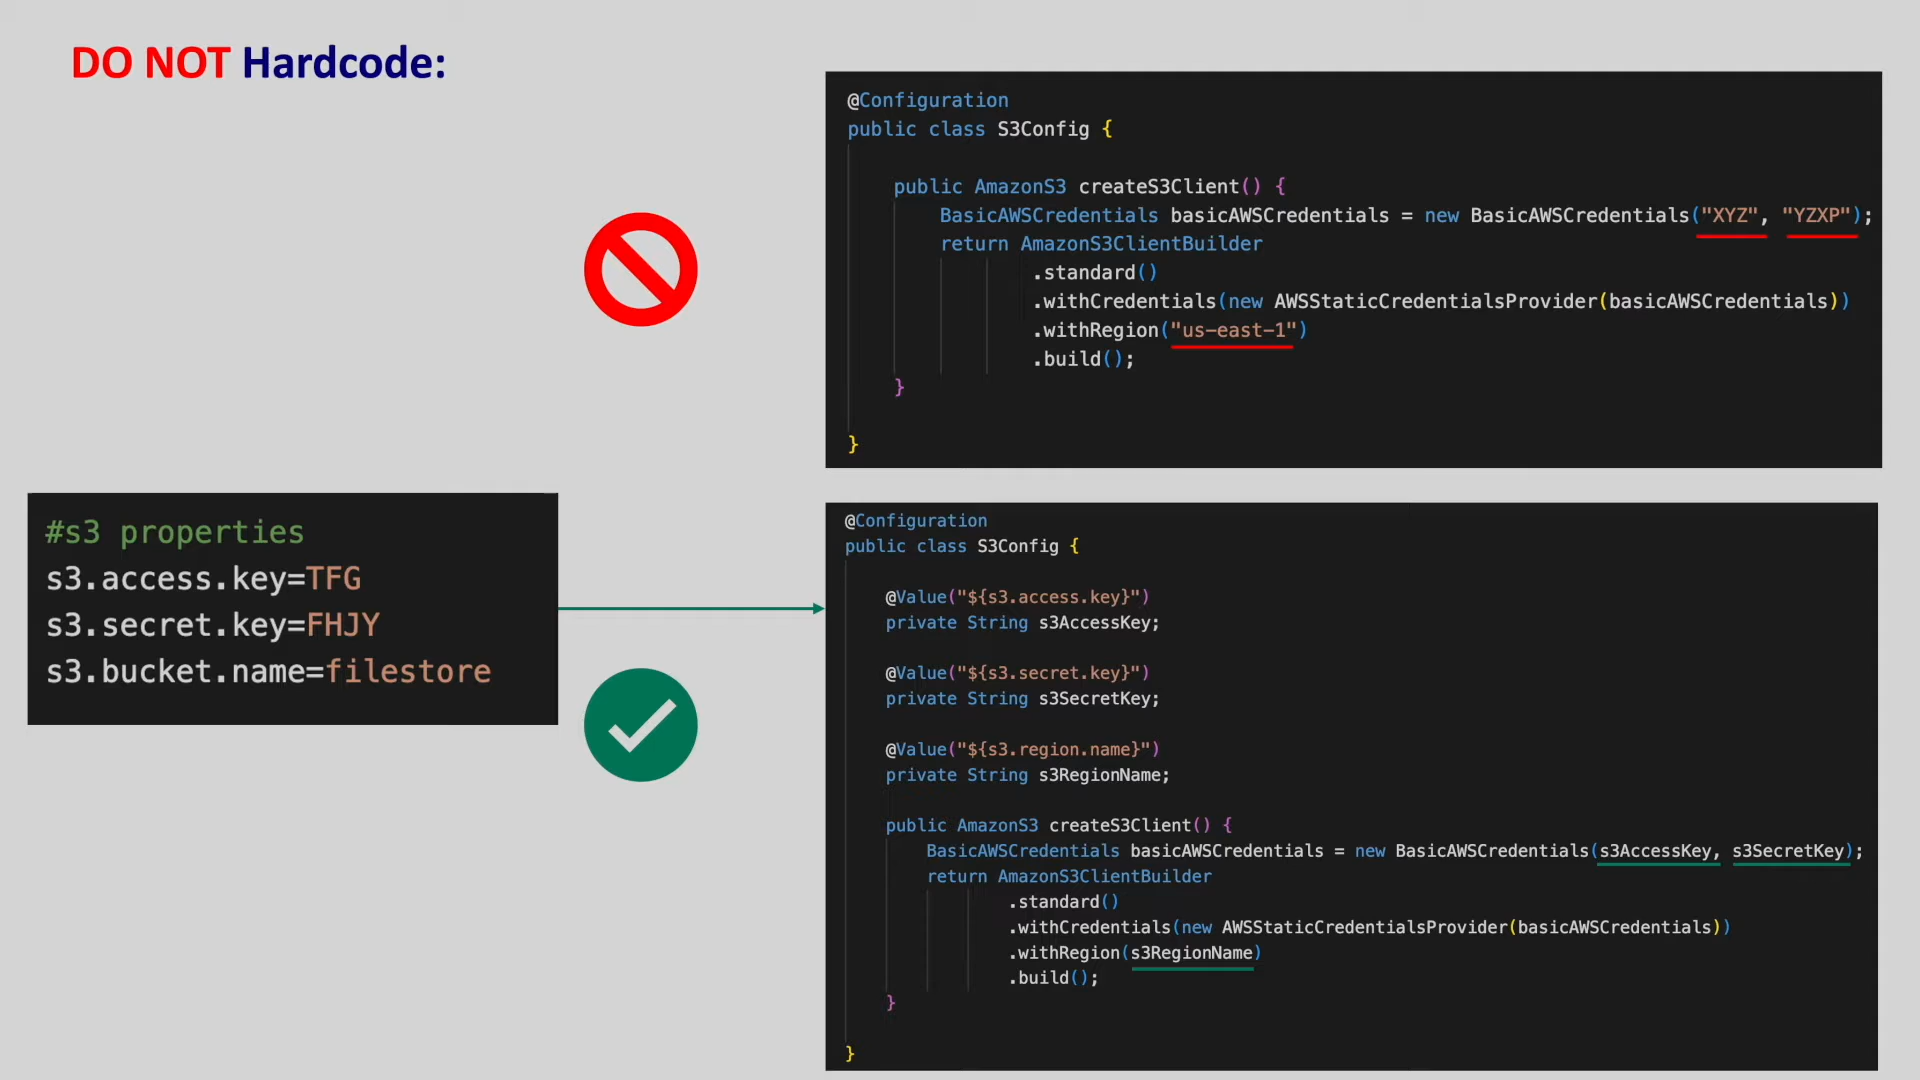 DO NOT Hardcode:
@Configuration
public class S3Config {
public AmazonS3 createS3Client() {
BasicAWSCredentials basicAWSCredentials = new BasicAWSCredentials("XYZ", "YZXP");
return AmazonS3ClientBuilder
.standard()
.withCredentials(new AWSStaticCredentialsProvider(basicAWSCredentials))
.withRegion("us-east-1")
.build();
}
}
#s3 properties
s3.access.key=TFG
s3.secret.key=FHJY
s3.bucket.name=filestore
@Configuration
public class S3Config {
@Value("${s3.access.key}")
private String s3AccessKey;
@Value("${s3.secret.key}")
private String s3SecretKey;
@Value("${s3.region.name}")
private String s3RegionName;
public AmazonS3 createS3Client() {
BasicAWSCredentials basicAWSCredentials = new BasicAWSCredentials(s3AccessKey, s3SecretKey);
return AmazonS3ClientBuilder
.standard()
.withCredentials(new AWSStaticCredentialsProvider(basicAWSCredentials))
.withRegion(s3RegionName)
.build();
}
}